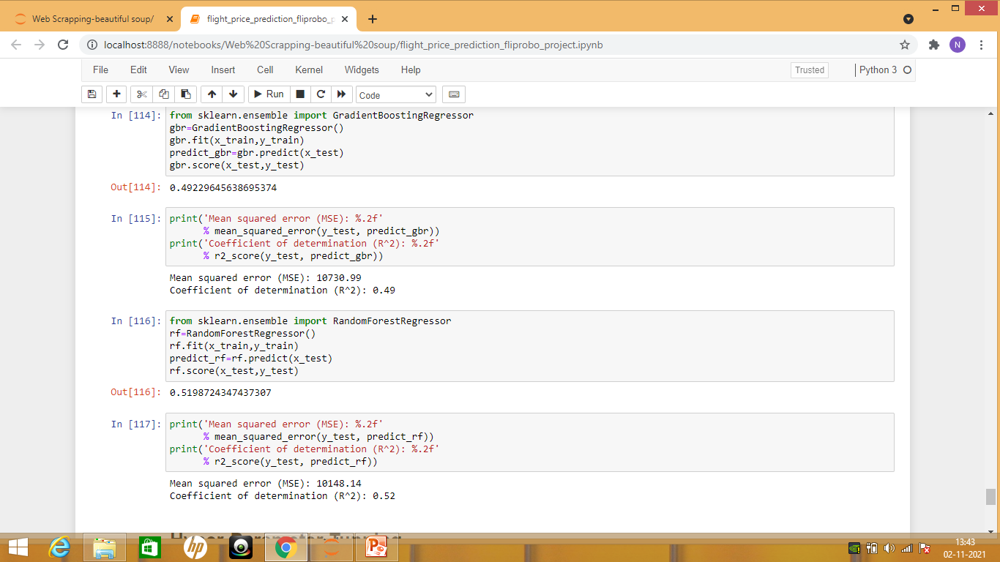 Web Scrapping-beautiful soup/
flight_price_prediction_fliprobo_p
localhost:8888/notebooks/Web%20Scrapping-beautiful%20soup/flight_price_prediction_fliprobo_project.ipynb
N
File Edit View Insert Cell Kernel Widgets Help Trusted Python 3
Run Code
In [114]: from sklearn.ensemble import GradientBoostingRegressor
gbr=GradientBoostingRegressor()
gbr.fit(x_train,y_train)
predict_gbr=gbr.predict(x_test)
gbr.score(x_test,y_test)
Out[114]: 0.49229645638695374
In [115]: print('Mean squared error (MSE): %.2f'
% mean_squared_error(y_test, predict_gbr))
print('Coefficient of determination (R^2): %.2f'
% r2_score(y_test, predict_gbr))
Mean squared error (MSE): 10730.99
Coefficient of determination (R^2): 0.49
In [116]: from sklearn.ensemble import RandomForestRegressor
rf=RandomForestRegressor()
rf.fit(x_train,y_train)
predict_rf=rf.predict(x_test)
rf.score(x_test,y_test)
Out[116]: 0.5198724347437307
In [117]: print('Mean squared error (MSE): %.2f'
% mean_squared_error(y_test, predict_rf))
print('Coefficient of determination (R^2): %.2f'
% r2_score(y_test, predict_rf))
Mean squared error (MSE): 10148.14
Coefficient of determination (R^2): 0.52
hp
13:43
02-11-2021